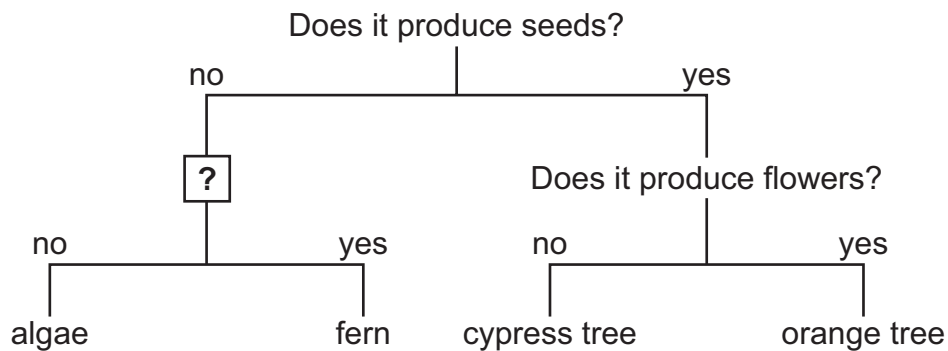 Does it produce seeds?
no yes
?
Does it produce flowers?
no yes no yes
algae fern cypress tree orange tree